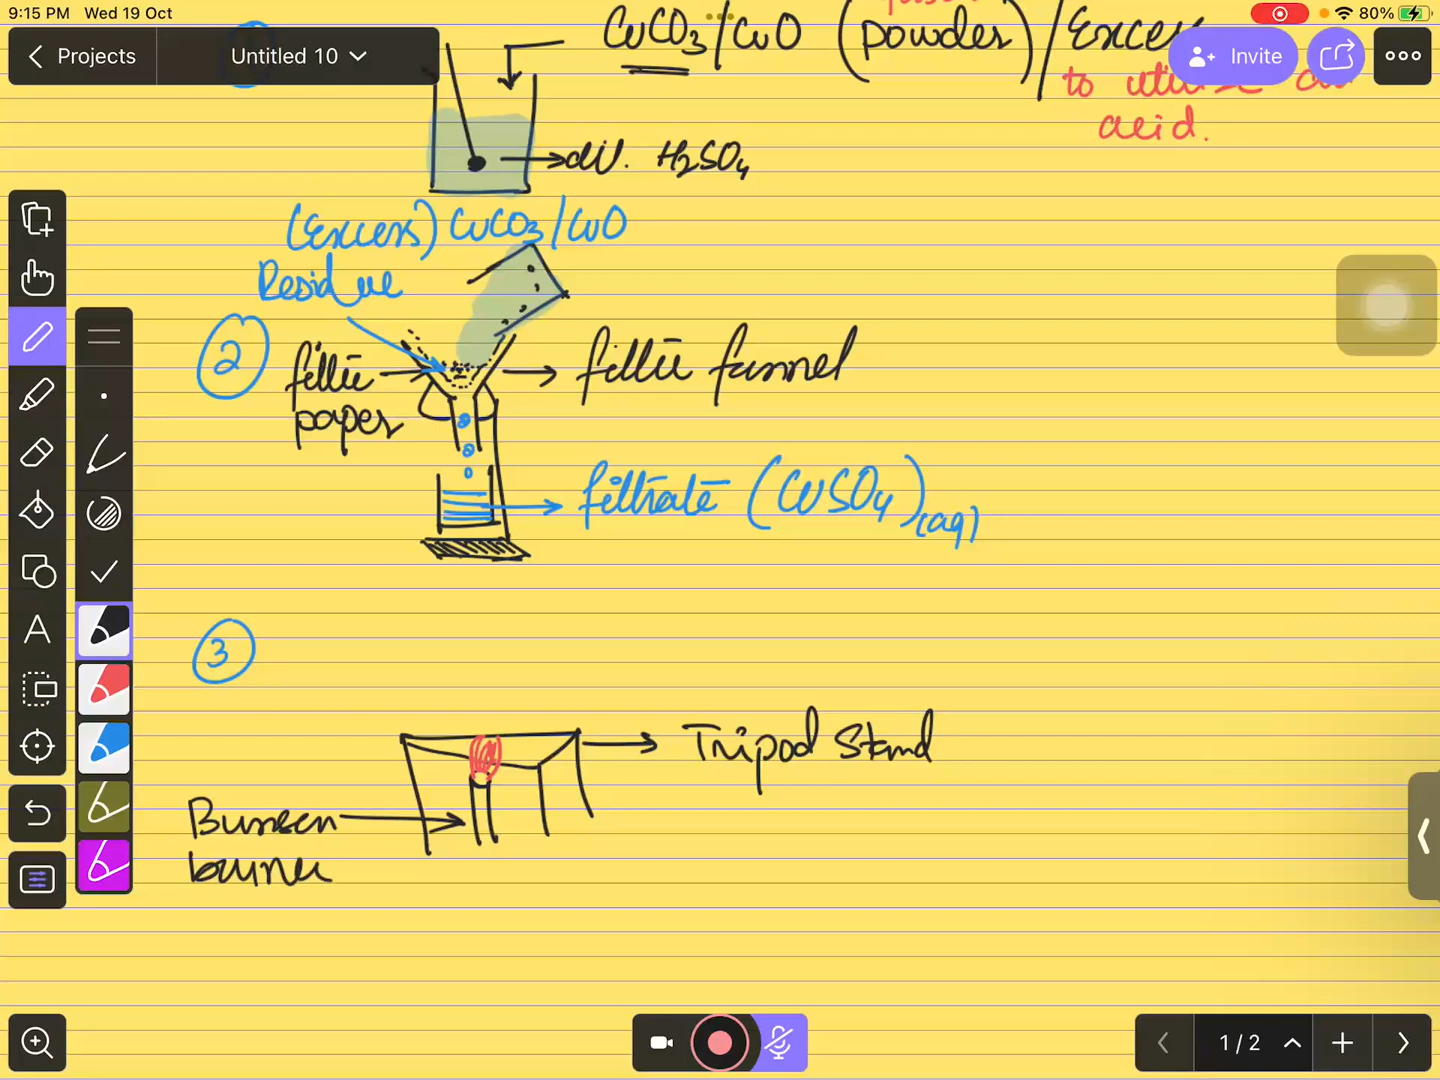 9:15 PM Wed 19 Oct
80%
Projects
Untitled 10
Invite
CuCO3/CuO (powder)/Excess
to utilise all
acid.
dil. H2SO4
(Excess) CuCO3/CuO
Residue
2
filter
paper
filter funnel
filtrate (CuSO4)(aq)
3
Tripod Stand
Bunsen
burner
A
1 / 2